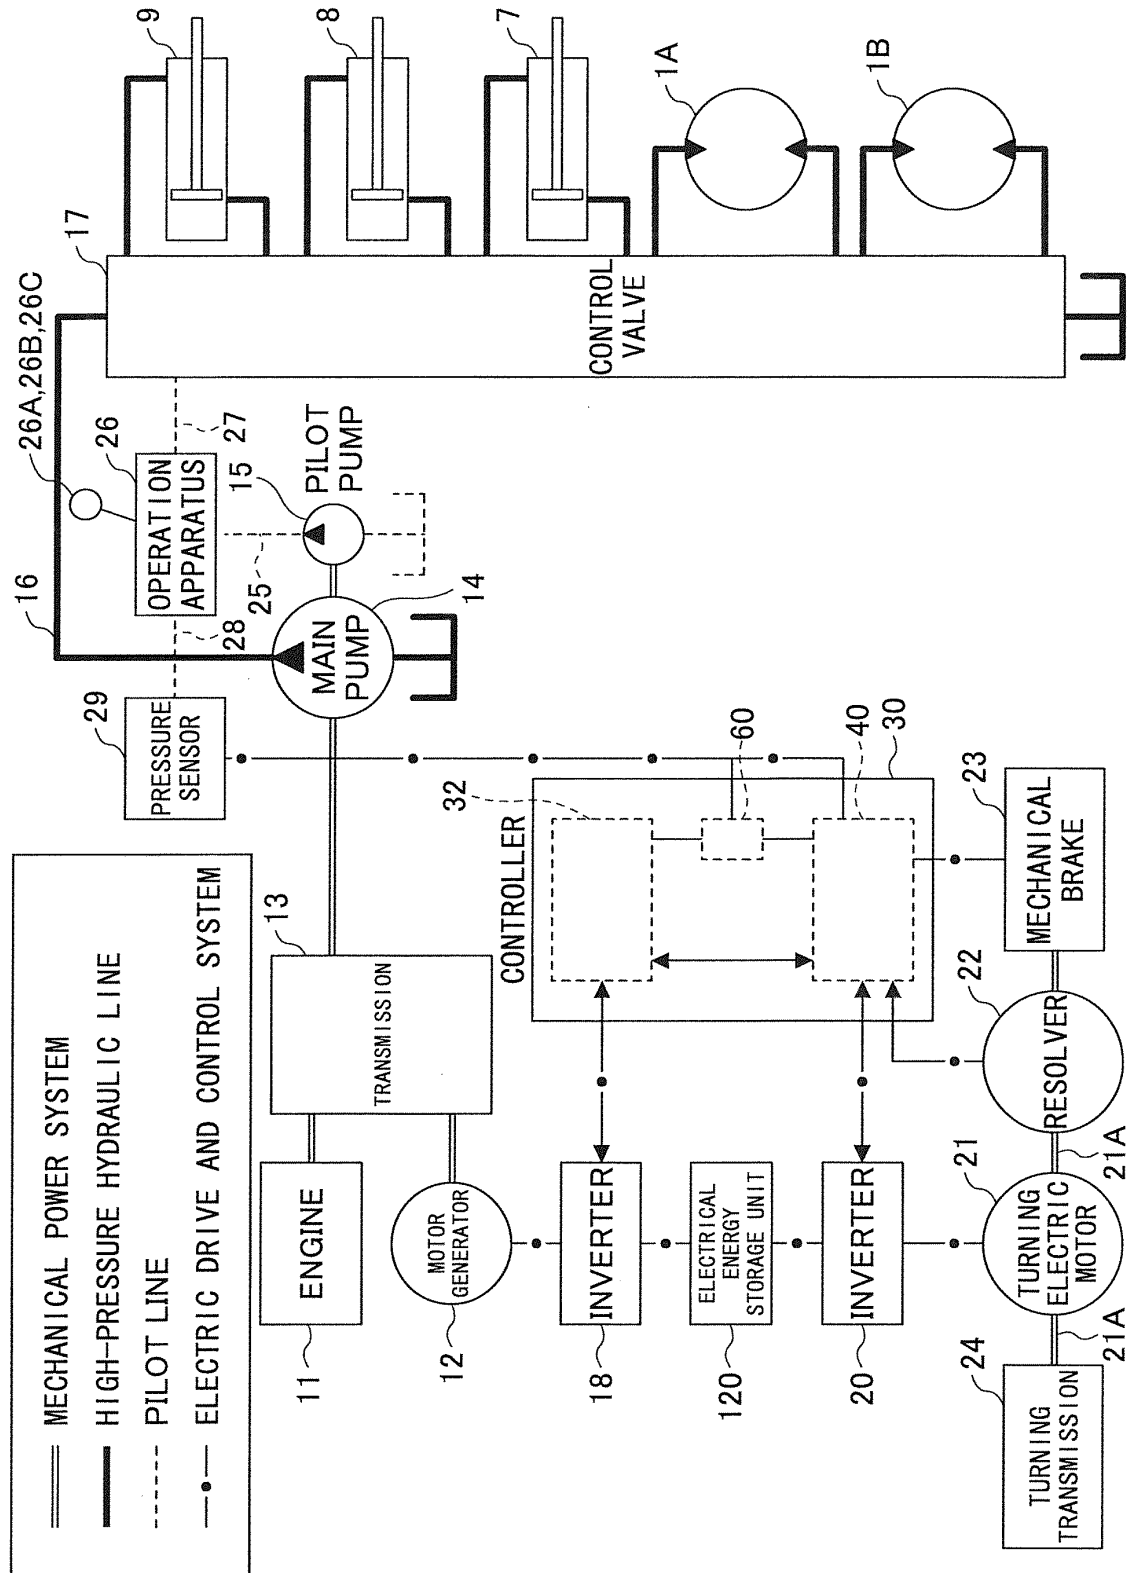 MECHANICAL POWER SYSTEM
HIGH-PRESSURE HYDRAULIC LINE
PILOT LINE
ELECTRIC DRIVE AND CONTROL SYSTEM
11
ENGINE
12
MOTOR
GENERATOR
13
TRANSMISSION
29
PRESSURE
SENSOR
28
16
26A,26B,26C
26
OPERATION
APPARATUS
27
25
15
PILOT
PUMP
14
MAIN
PUMP
17
CONTROL
VALVE
9
8
7
1A
1B
18
INVERTER
120
ELECTRICAL
ENERGY
STORAGE UNIT
20
INVERTER
CONTROLLER
32
60
40
30
24
TURNING
TRANSMISSION
21A
21
TURNING
ELECTRIC
MOTOR
21A
22
RESOLVER
23
MECHANICAL
BRAKE